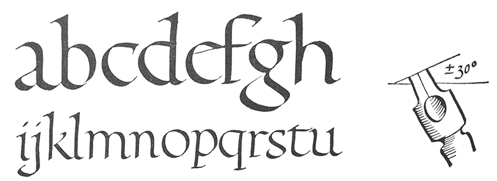 abcdefgh
± 30°
ijklmnopqrstu